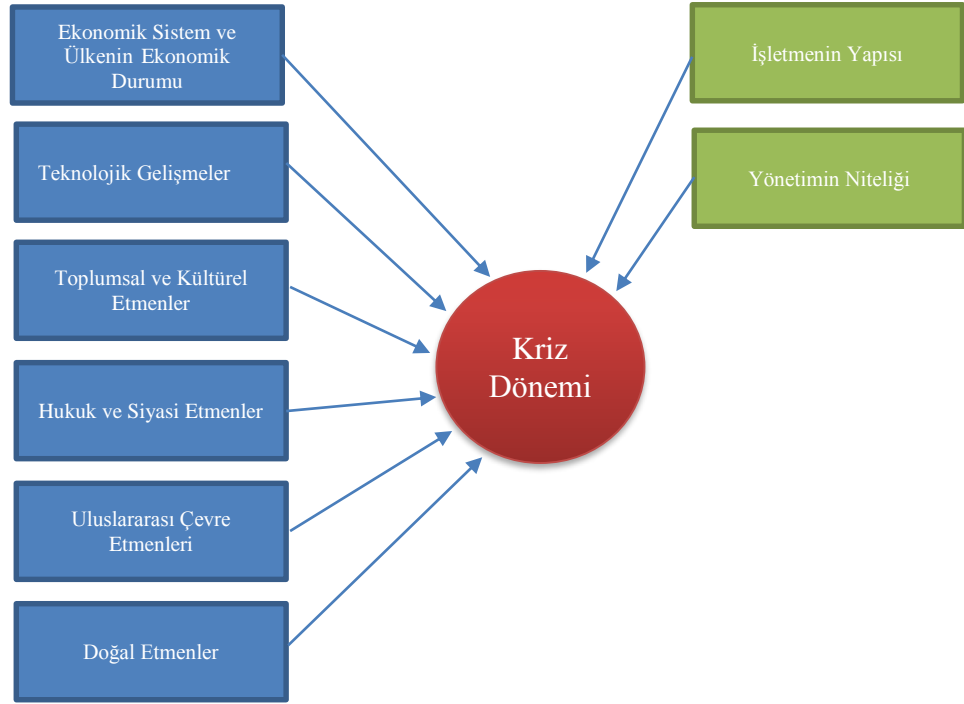 Ekonomik Sistem ve
Ülkenin Ekonomik
Durumu
Teknolojik Gelişmeler
Toplumsal ve Kültürel
Etmenler
Hukuk ve Siyasi Etmenler
Uluslararası Çevre
Etmenleri
Doğal Etmenler
Kriz
Dönemi
İşletmenin Yapısı
Yönetimin Niteliği